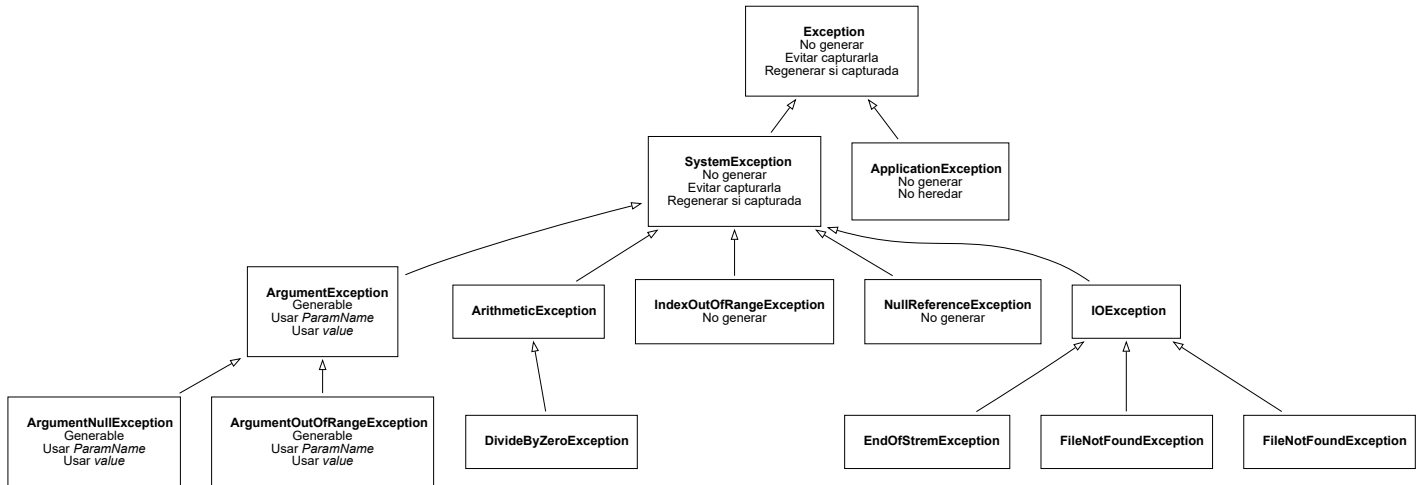 Exception
No generar
Evitar capturarla
Regenerar si capturada
SystemException
No generar
Evitar capturarla
Regenerar si capturada
ApplicationException
No generar
No heredar
ArgumentException
Generable
Usar ParamName
Usar value
ArithmeticException
IndexOutOfRangeException
No generar
NullReferenceException
No generar
IOException
ArgumentNullException
Generable
Usar ParamName
Usar value
ArgumentOutOfRangeException
Generable
Usar ParamName
Usar value
DivideByZeroException
EndOfStremException
FileNotFoundException
FileNotFoundException